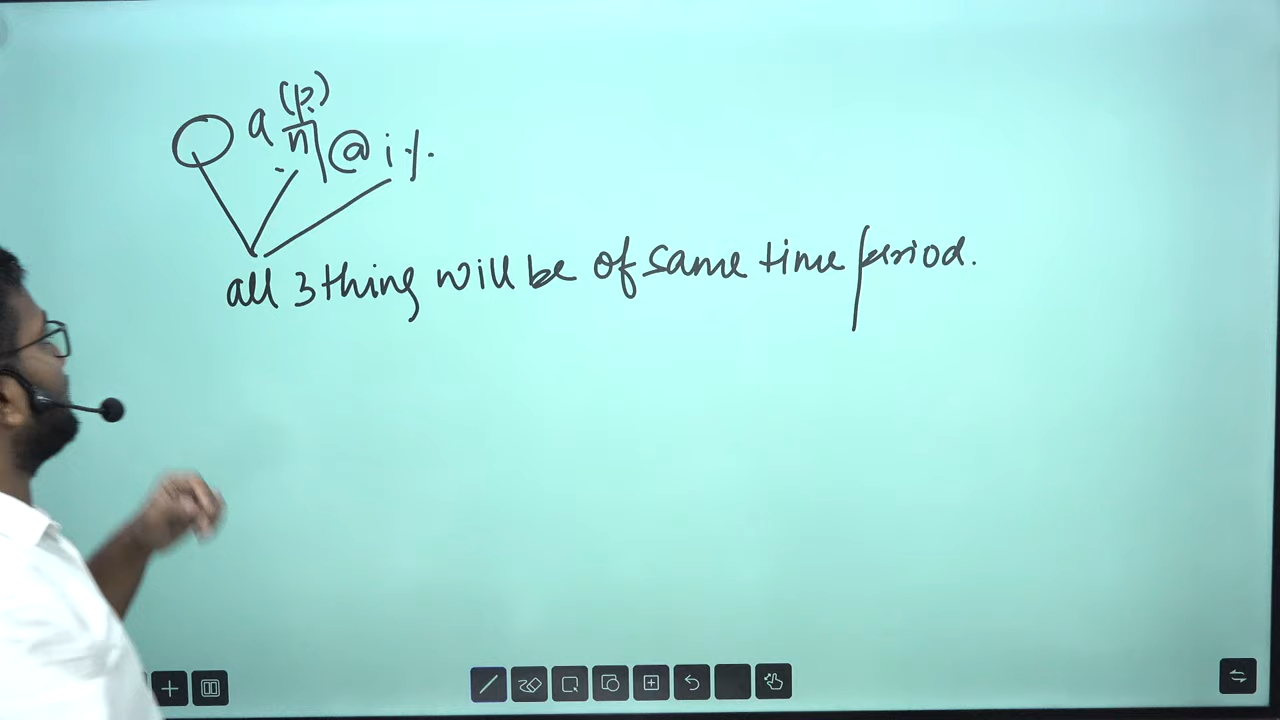 a (p.)
n @ i %.
all 3 thing will be of same time period.